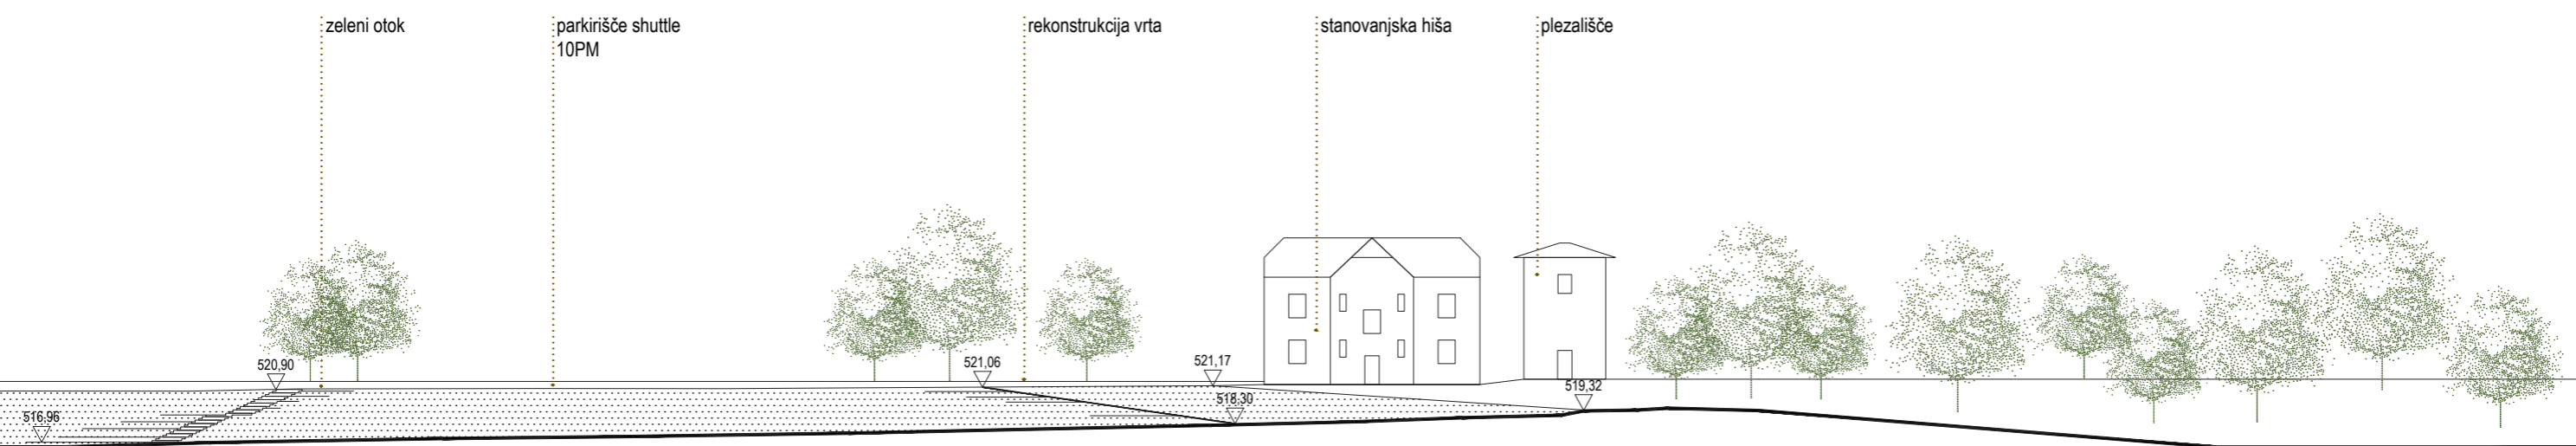 zeleni otok
parkirišče shuttle
10PM
rekonstrukcija vrta
stanovanjska hiša
plezališče
520,90
521,06
521,17
519,32
518,30
516,96